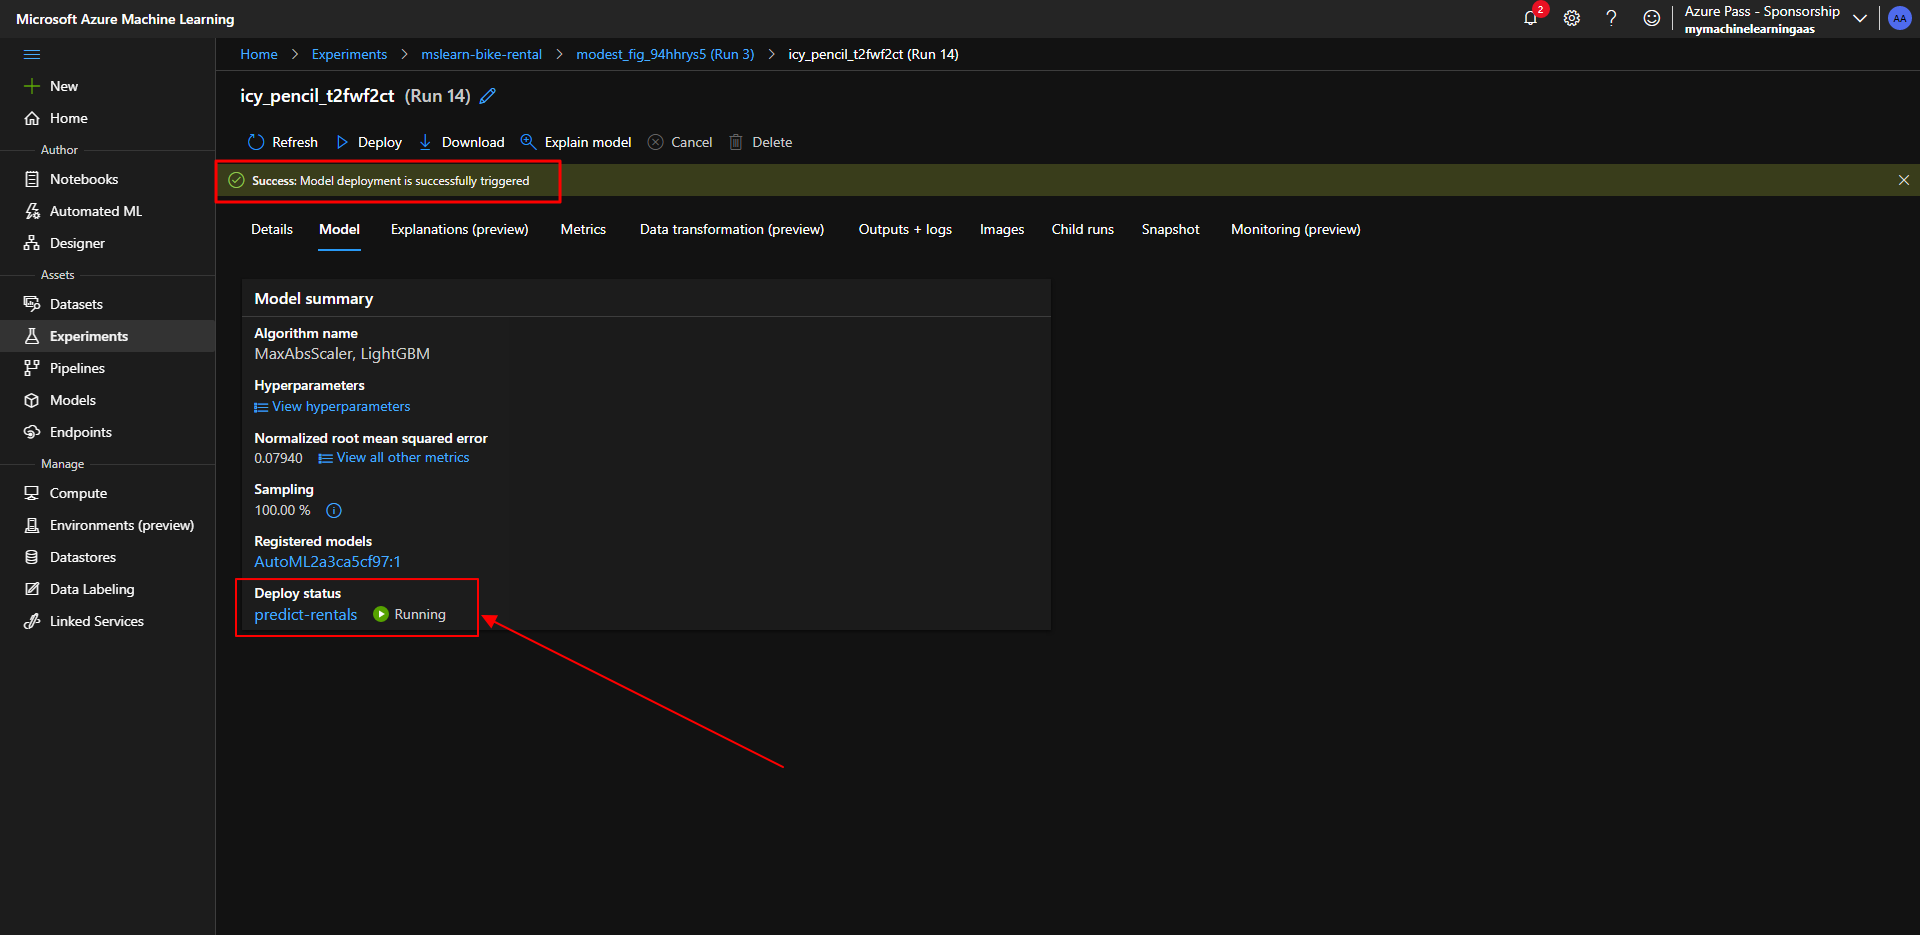 Microsoft Azure Machine Learning
2
Azure Pass - Sponsorship
mymachinelearningaas
AA
New
Home
Author
Notebooks
Automated ML
Designer
Assets
Datasets
Experiments
Pipelines
Models
Endpoints
Manage
Compute
Environments (preview)
Datastores
Data Labeling
Linked Services
Home > Experiments > mslearn-bike-rental > modest_fig_94hhrys5 (Run 3) > icy_pencil_t2fwf2ct (Run 14)
icy_pencil_t2fwf2ct (Run 14)
Refresh Deploy Download Explain model Cancel Delete
Success: Model deployment is successfully triggered
Details Model Explanations (preview) Metrics Data transformation (preview) Outputs + logs Images Child runs Snapshot Monitoring (preview)
Model summary
Algorithm name
MaxAbsScaler, LightGBM
Hyperparameters
View hyperparameters
Normalized root mean squared error
0.07940 View all other metrics
Sampling
100.00 %
Registered models
AutoML2a3ca5cf97:1
Deploy status
predict-rentals Running